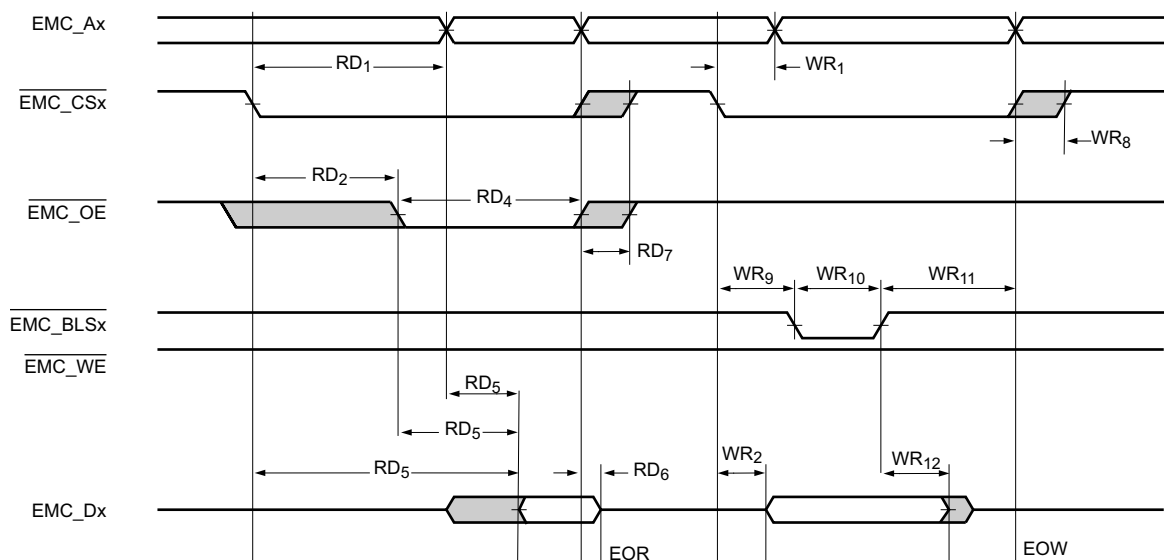 EMC_Ax
RD1
WR1
EMC_CSx
WR8
RD2
RD4
EMC_OE
RD7
WR9
WR10
WR11
EMC_BLSx
EMC_WE
RD5
RD5
RD5
RD6
WR2
WR12
EMC_Dx
EOR
EOW